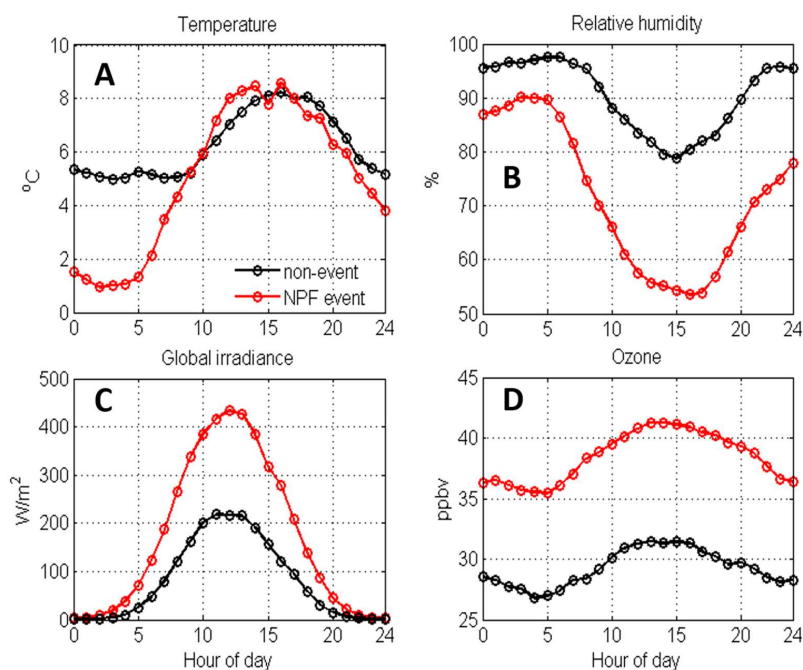 Temperature
Relative humidity
A
B
°C
%
10
8
6
4
2
0
non-event
NPF event
0 5 10 15 20 24
100
90
80
70
60
50
0 5 10 15 20 24
Global irradiance
Ozone
C
D
W/m²
ppbv
500
400
300
200
100
0
0 5 10 15 20 24
Hour of day
45
40
35
30
25
0 5 10 15 20 24
Hour of day